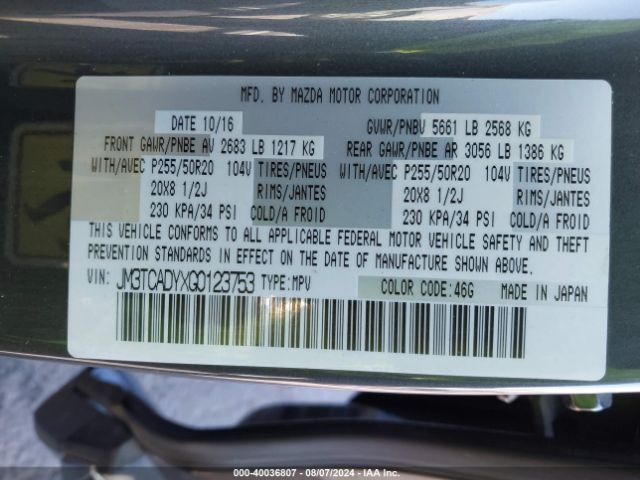 MFD. BY MAZDA MOTOR CORPORATION
DATE 10/16 GVWR/PNBV 5661 LB 2568 KG
FRONT GAWR/PNBE AV 2683 LB 1217 KG REAR GAWR/PNBE AR 3056 LB 1386 KG
WITH/AVEC P255/50R20 104V TIRES/PNEUS WITH/AVEC P255/50R20 104V TIRES/PNEUS
20X8 1/2J RIMS/JANTES 20X8 1/2J RIMS/JANTES
230 KPA/34 PSI COLD/A FROID 230 KPA/34 PSI COLD/A FROID
THIS VEHICLE CONFORMS TO ALL APPLICABLE FEDERAL MOTOR VEHICLE SAFETY AND THEFT
PREVENTION STANDARDS IN EFFECT ON THE DATE OF MANUFACTURE SHOWN ABOVE.
VIN: JM3TCADYXG0123753 TYPE:MPV COLOR CODE:46G MADE IN JAPAN
000-40036807 - 08/07/2024 - IAA Inc.